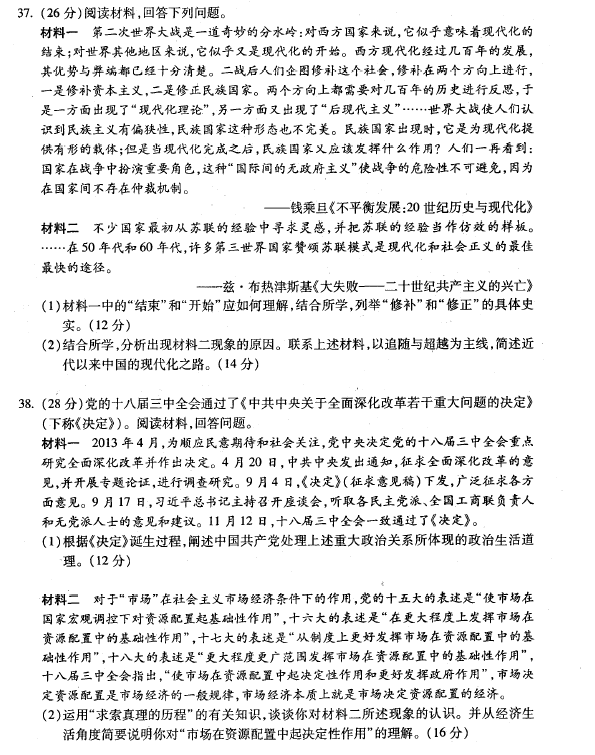 37. (26分)阅读材料,回答下列问题。
材料一　第二次世界大战是一道奇妙的分水岭:对西方国家来说,它似乎意味着现代化的
结束;对世界其他地区来说,它似乎又是现代化的开始。西方现代化经过几百年的发展,
其优势与弊端都已经十分清楚。二战后人们企图修补这个社会,修补在两个方向上进行,
一是修补资本主义,二是修正民族国家。两个方向上都需要对几百年的历史进行反思,于
是一方面出现了“现代化理论”,另一方面又出现了“后现代主义”……世界大战使人们认
识到民族主义有偏狭性,民族国家这种形态也不完美。民族国家出现时,它是为现代化提
供有形的载体;但是当现代化完成之后,民族国家又应该发挥什么作用？人们一再看到:
国家在战争中扮演重要角色,这种“国际间的无政府主义”使战争的危险性不可避免,因为
在国家间不存在仲裁机制。
——钱乘旦《不平衡发展:20世纪历史与现代化》
材料二　不少国家最初从苏联的经验中寻求灵感,并把苏联的经验当作仿效的样板。
……在50年代和60年代,许多第三世界国家赞颂苏联模式是现代化和社会正义的最佳
最快的途径。
——兹·布热津斯基《大失败——二十世纪共产主义的兴亡》
(1)材料一中的“结束”和“开始”应如何理解,结合所学,列举“修补”和“修正”的具体史
实。(12分)
(2)结合所学,分析出现材料二现象的原因。联系上述材料,以追随与超越为主线,简述近
代以来中国的现代化之路。(14分)
38. (28分)党的十八届三中全会通过了《中共中央关于全面深化改革若干重大问题的决定》
(下称《决定》)。阅读材料,回答问题。
材料一　2013年4月,为顺应民意期待和社会关注,党中央决定党的十八届三中全会重点
研究全面深化改革并作出决定。4月20日,中共中央发出通知,征求全面深化改革的意
见,并开展专题论证,进行调查研究。9月4日,《决定》(征求意见稿)下发,广泛征求各方
面意见。9月17日,习近平总书记主持召开座谈会,听取各民主党派、全国工商联负责人
和无党派人士的意见和建议。11月12日,十八届三中全会一致通过了《决定》。
(1)根据《决定》诞生过程,阐述中国共产党处理上述重大政治关系所体现的政治生活道
理。(12分)
材料二　对于“市场”在社会主义市场经济条件下的作用,党的十五大的表述是“使市场在
国家宏观调控下对资源配置起基础性作用”,十六大的表述是“在更大程度上发挥市场在
资源配置中的基础性作用”,十七大的表述是“从制度上更好发挥市场在资源配置中的基
础性作用”,十八大的表述是“更大程度更广范围发挥市场在资源配置中的基础性作用”,
十八届三中全会指出,“使市场在资源配置中起决定性作用和更好发挥政府作用”,市场决
定资源配置是市场经济的一般规律,市场经济本质上就是市场决定资源配置的经济。
(2)运用“求索真理的历程”的有关知识,谈谈你对材料二所述现象的认识。并从经济生
活角度简要说明你对“市场在资源配置中起决定性作用”的理解。(16分)